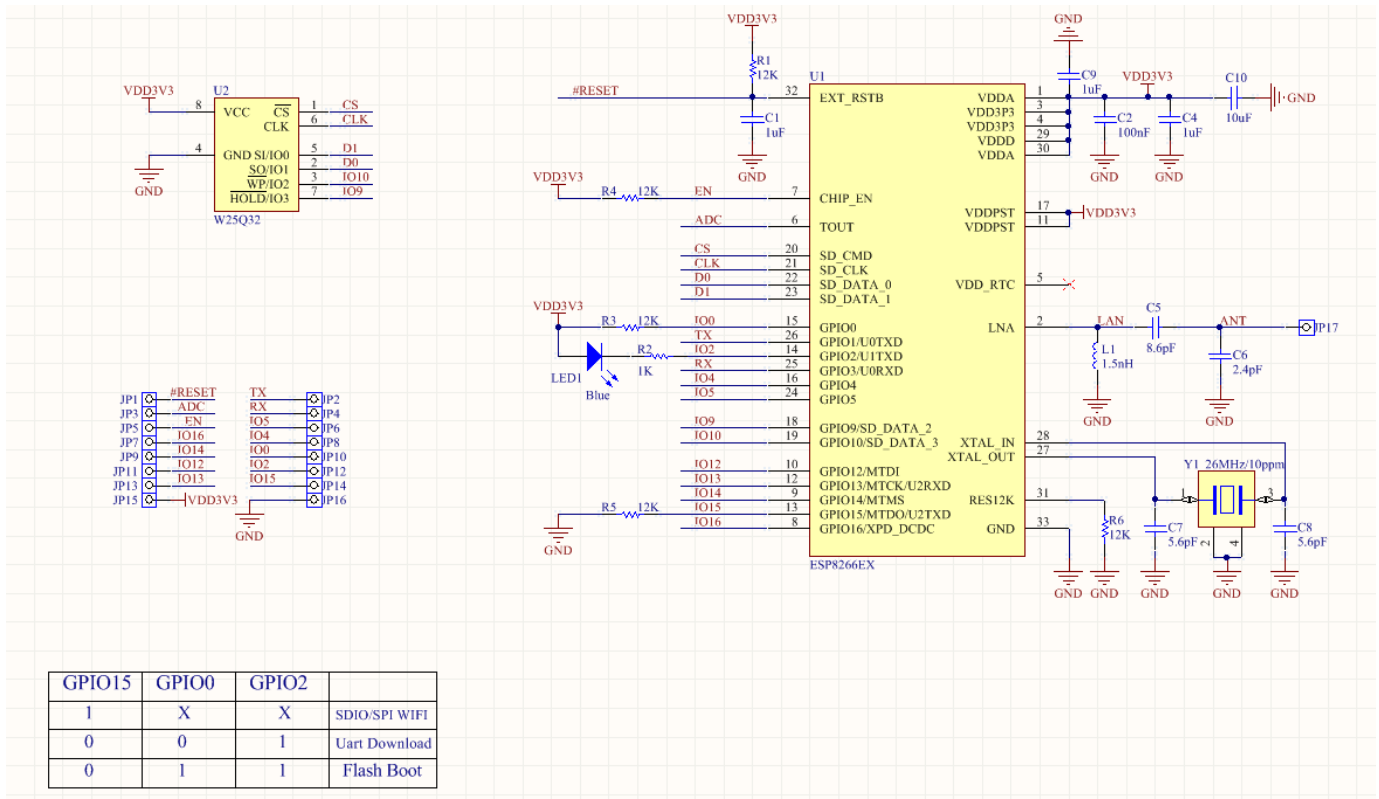 VDD3V3
U2
8 VCC
CS 1 CS
CLK 6 CLK
4 GND
SI/IO0 5 D1
SO/IO1 2 D0
WP/IO2 3 IO10
HOLD/IO3 7 IO9
GND
W25Q32
VDD3V3
R1
12K
#RESET
C1
1uF
GND
VDD3V3
R4 12K EN
ADC
CS
CLK
D0
D1
VDD3V3
R3 12K IO0
TX
R2 IO2
1K
RX
LED1
Blue
IO4
IO5
IO9
IO10
IO12
IO13
IO14
R5 12K IO15
IO16
GND
U1
32 EXT_RSTB
7 CHIP_EN
6 TOUT
20 SD_CMD
21 SD_CLK
22 SD_DATA_0
23 SD_DATA_1
15 GPIO0
26 GPIO1/U0TXD
14 GPIO2/U1TXD
25 GPIO3/U0RXD
16 GPIO4
24 GPIO5
18 GPIO9/SD_DATA_2
19 GPIO10/SD_DATA_3
10 GPIO12/MTDI
12 GPIO13/MTCK/U2RXD
9 GPIO14/MTMS
13 GPIO15/MTDO/U2TXD
8 GPIO16/XPD_DCDC
ESP8266EX
VDDA 1
VDD3P3 3
VDD3P3 4
VDDD 29
VDDA 30
VDDPST 17
VDDPST 11
VDD3V3
VDD_RTC 5
LNA 2
XTAL_IN 28
XTAL_OUT 27
RES12K 31
GND 33
GND
C9
1uF
VDD3V3
C10
10uF
GND
C2
100nF
GND
C4
1uF
GND
LAN
C5
8.6pF
ANT
JP17
L1
1.5nH
GND
C6
2.4pF
GND
Y1 26MHz/10ppm
1
3
2
4
R6
12K
C7
5.6pF
C8
5.6pF
GND GND GND GND GND
JP1 #RESET TX JP2
JP3 ADC RX JP4
JP5 EN IO5 JP6
JP7 IO16 IO4 JP8
JP9 IO14 IO0 JP10
JP11 IO12 IO2 JP12
JP13 IO13 IO15 JP14
JP15 VDD3V3 JP16
GND
GPIO15 GPIO0 GPIO2
1 X X SDIO/SPI WIFI
0 0 1 Uart Download
0 1 1 Flash Boot